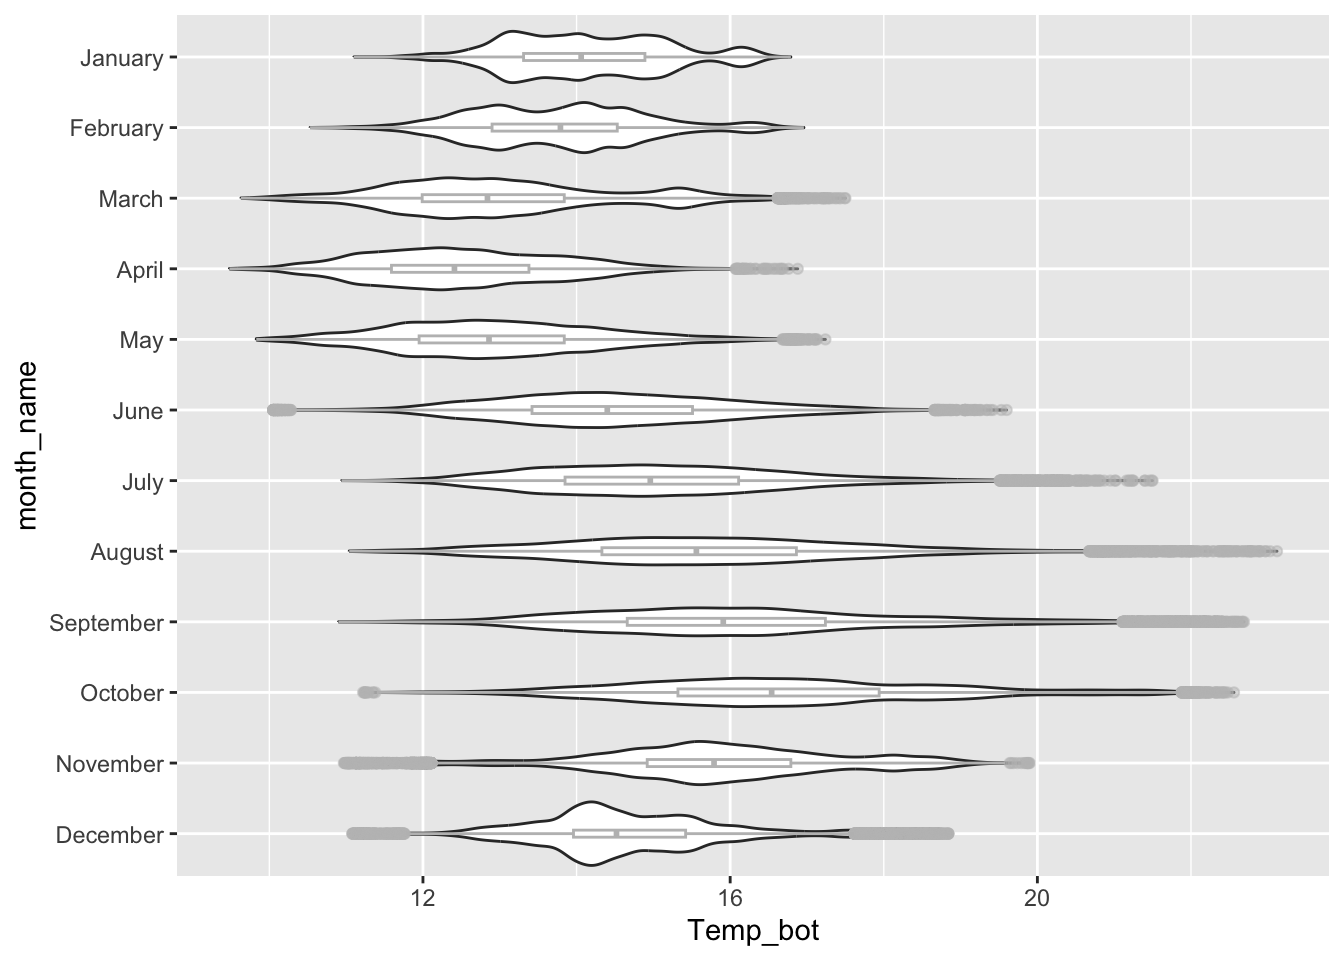 January
February
March
April
May
June
July
August
September
October
November
December
12 16 20
Temp_bot
month_name